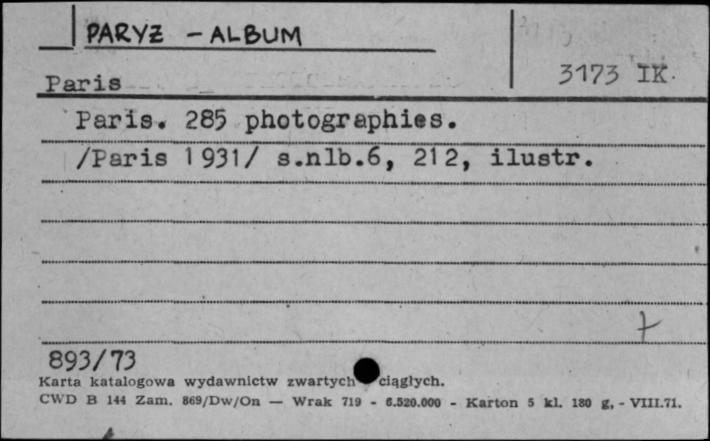 PARYŻ - ALBUM
3173 IK.
Paris
Paris. 285 photographies.
/Paris 1931/ s.nlb.6, 212, ilustr.
893/73
Karta katalogowa wydawnictw zwartych ciągłych.
CWD B 144 Zam. 869/Dw/On — Wrak 719 - 6.520.000 - Karton 5 kl. 180 g, - VIII.71.